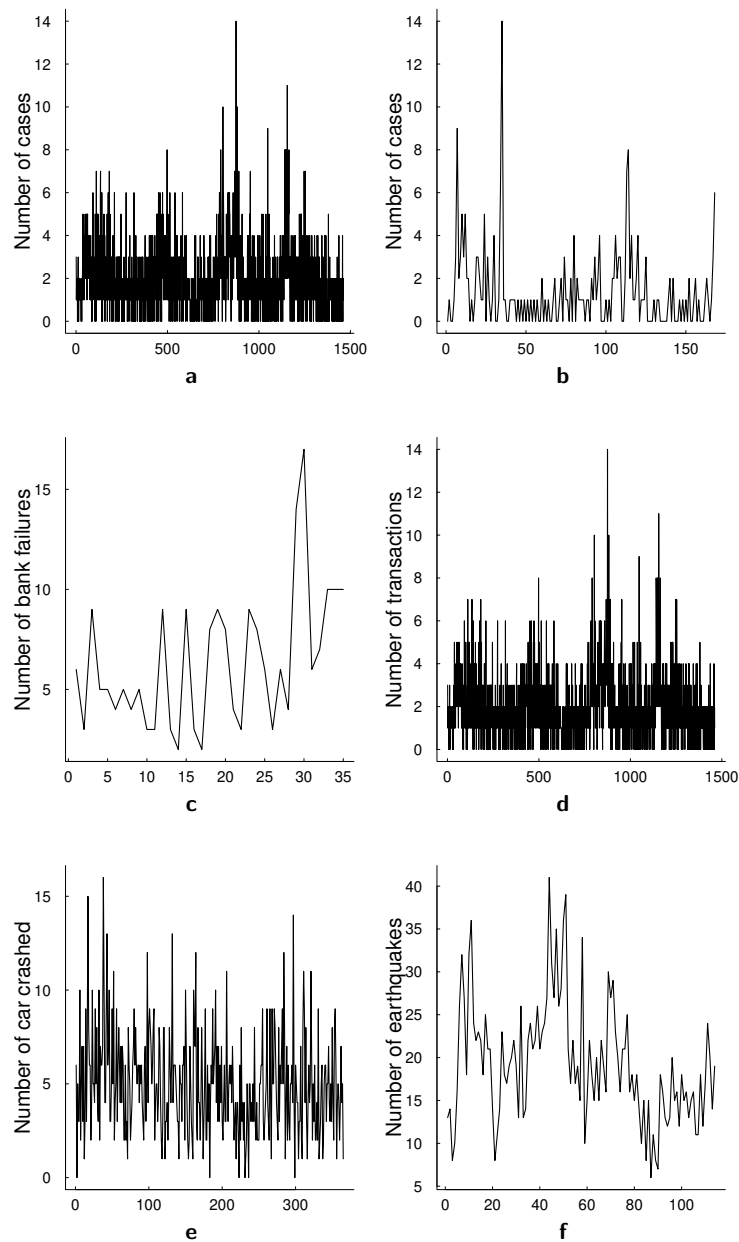 Number of cases
14
12
10
8
6
4
2
0
0 500 1000 1500
a
Number of cases
14
12
10
8
6
4
2
0
0 50 100 150
b
Number of bank failures
15
10
5
0 5 10 15 20 25 30 35
c
Number of transactions
14
12
10
8
6
4
2
0
0 500 1000 1500
d
Number of car crashed
15
10
5
0
0 100 200 300
e
Number of earthquakes
40
35
30
25
20
15
10
5
0 20 40 60 80 100
f